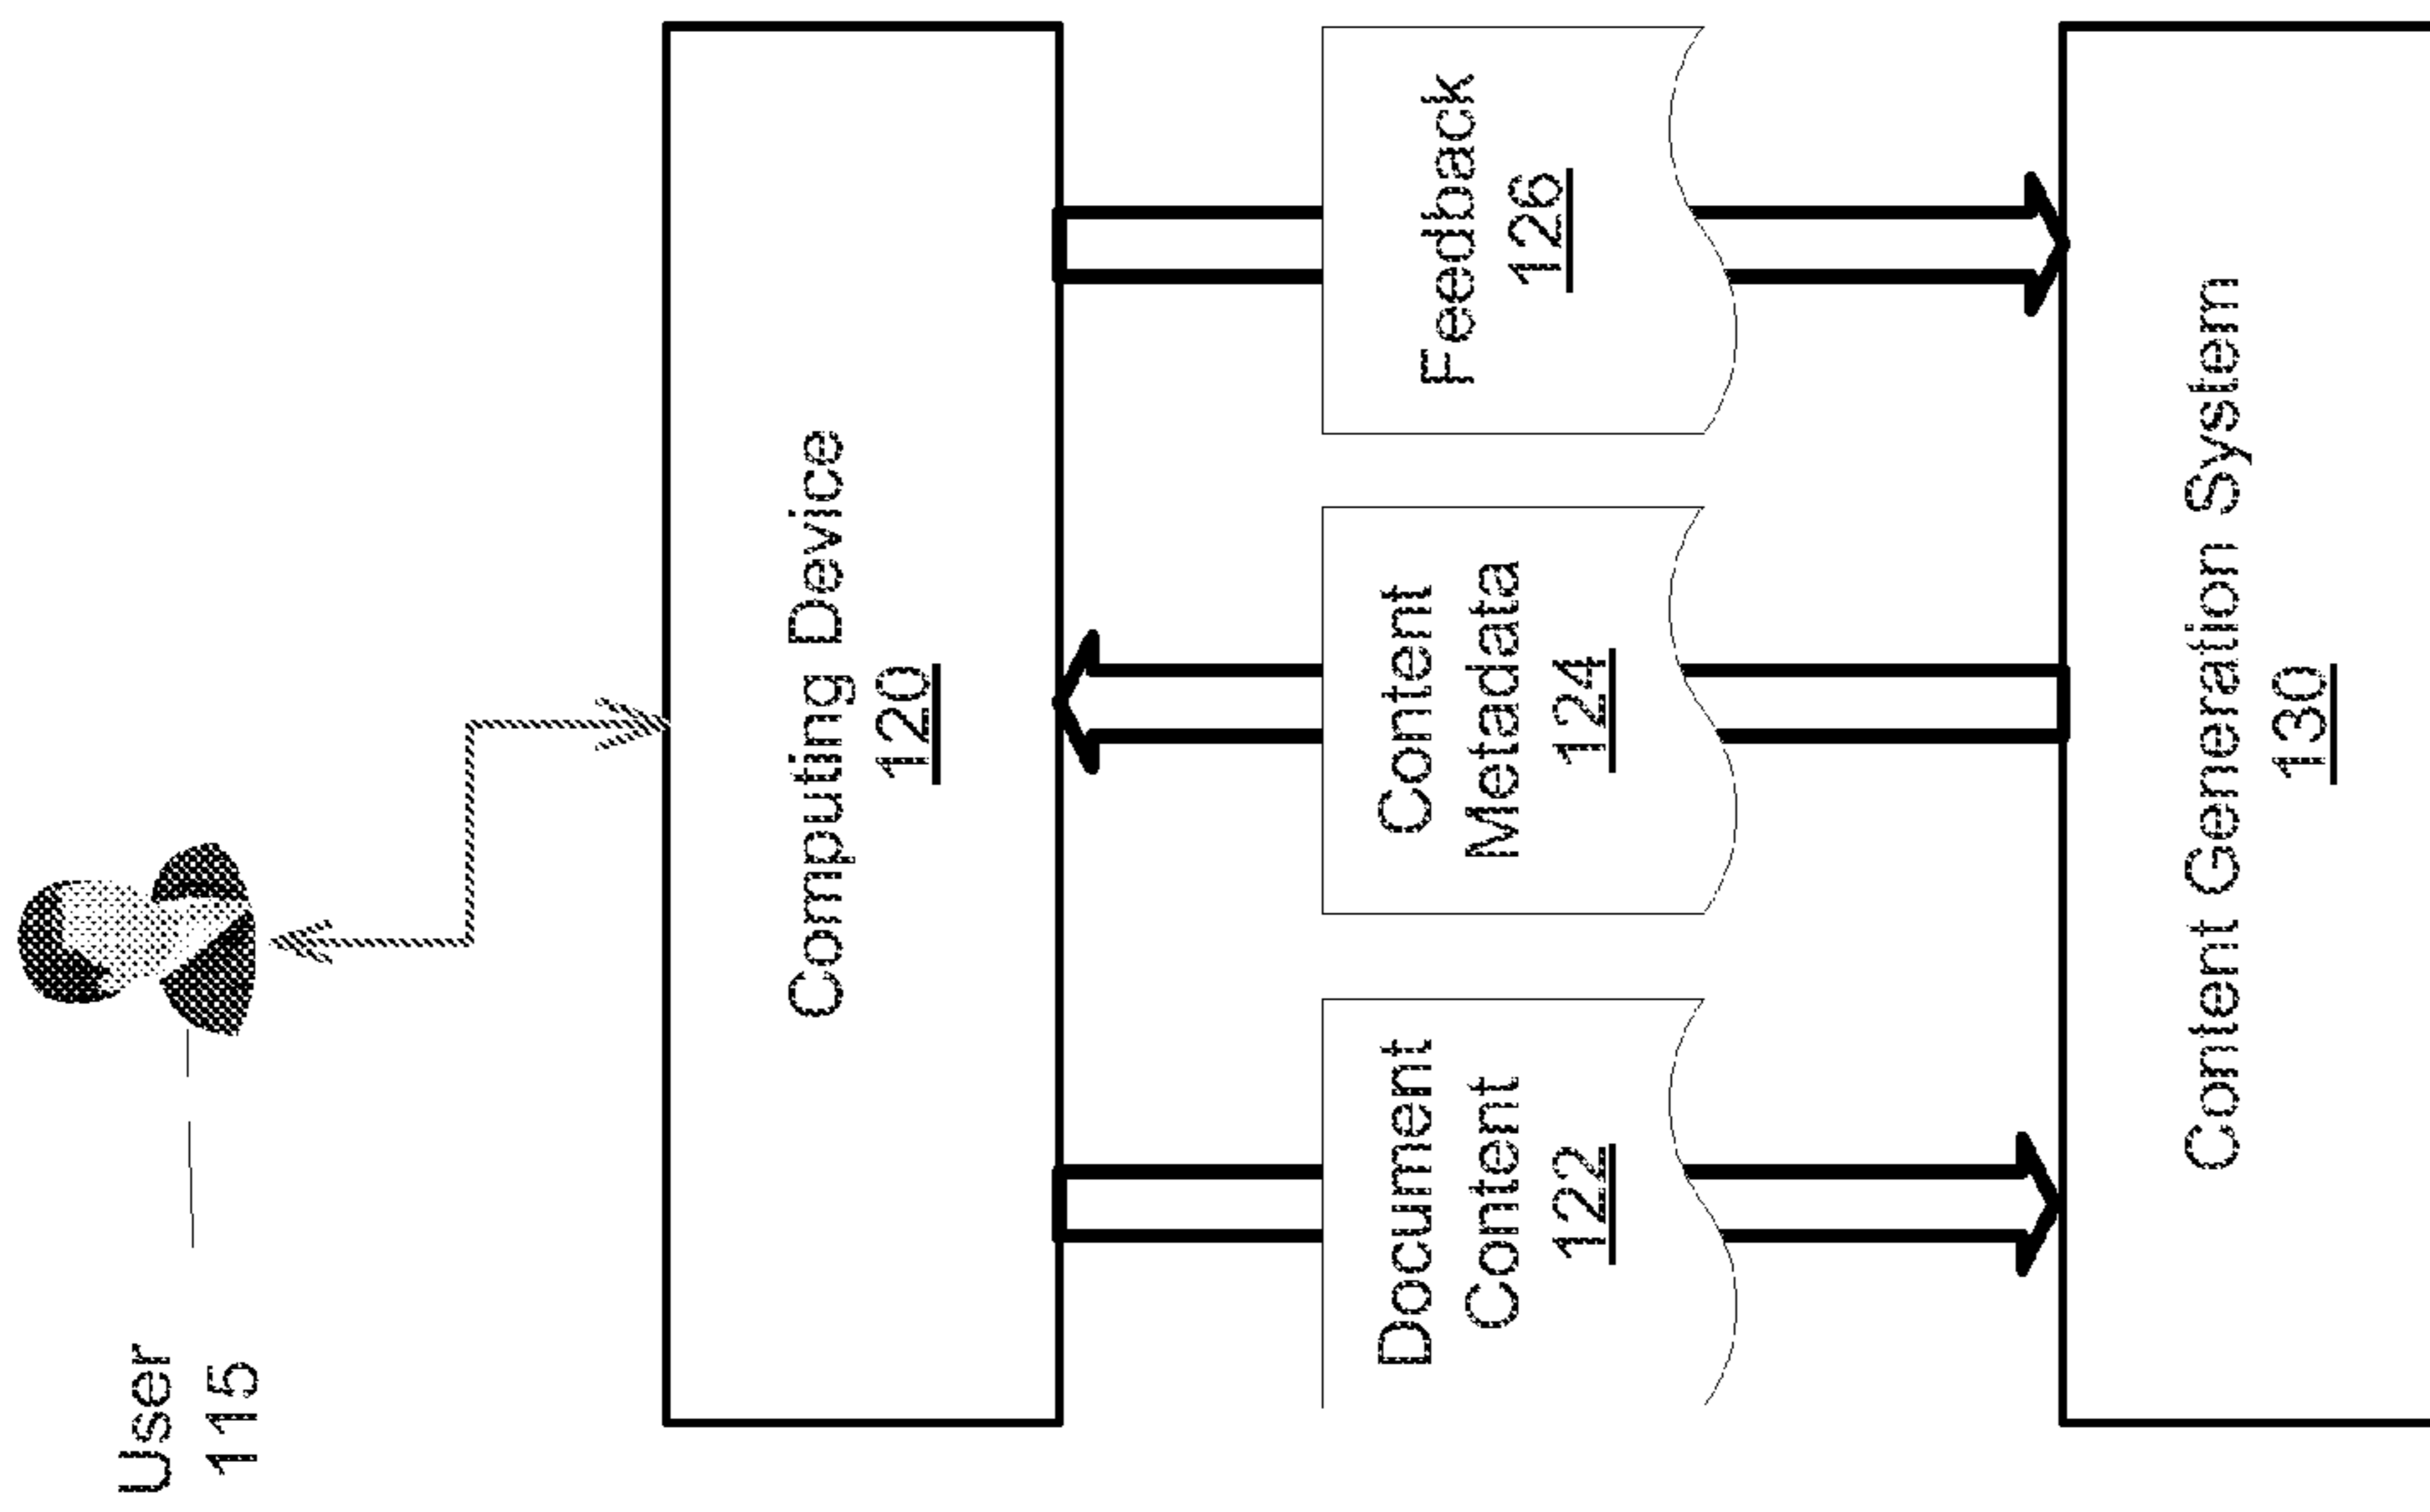 User
115
Computing Device
120
Document
Content
122
Content
Metadata
124
Feedback
126
Content Generation System
130